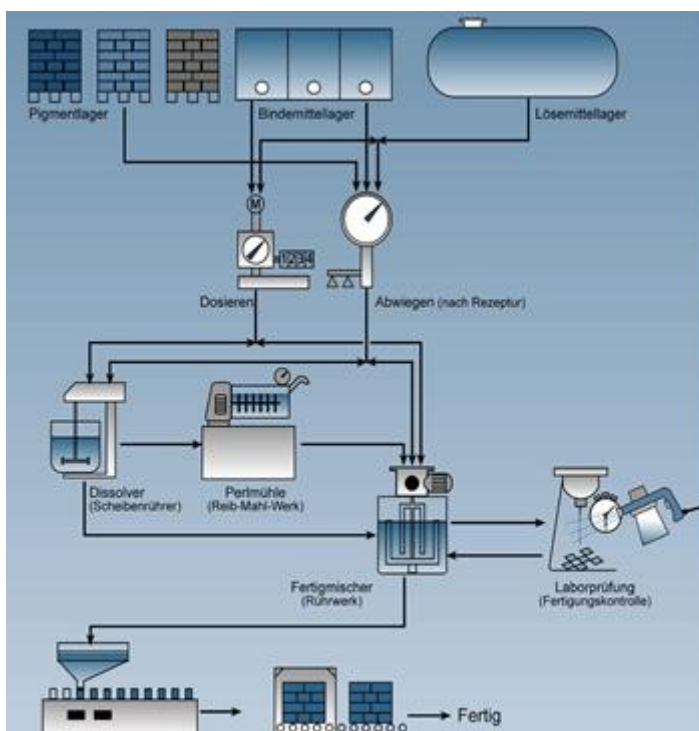 Pigmentlager
Bindemittellager
Lösemittellager
M
1234
Dosieren
Abwiegen (nach Rezeptur)
Dissolver
(Scheibenrührer)
Perlmühle
(Reib-Mahl-Werk)
Fertigmischer
(Rührwerk)
Laborprüfung
(Fertigungskontrolle)
Fertig